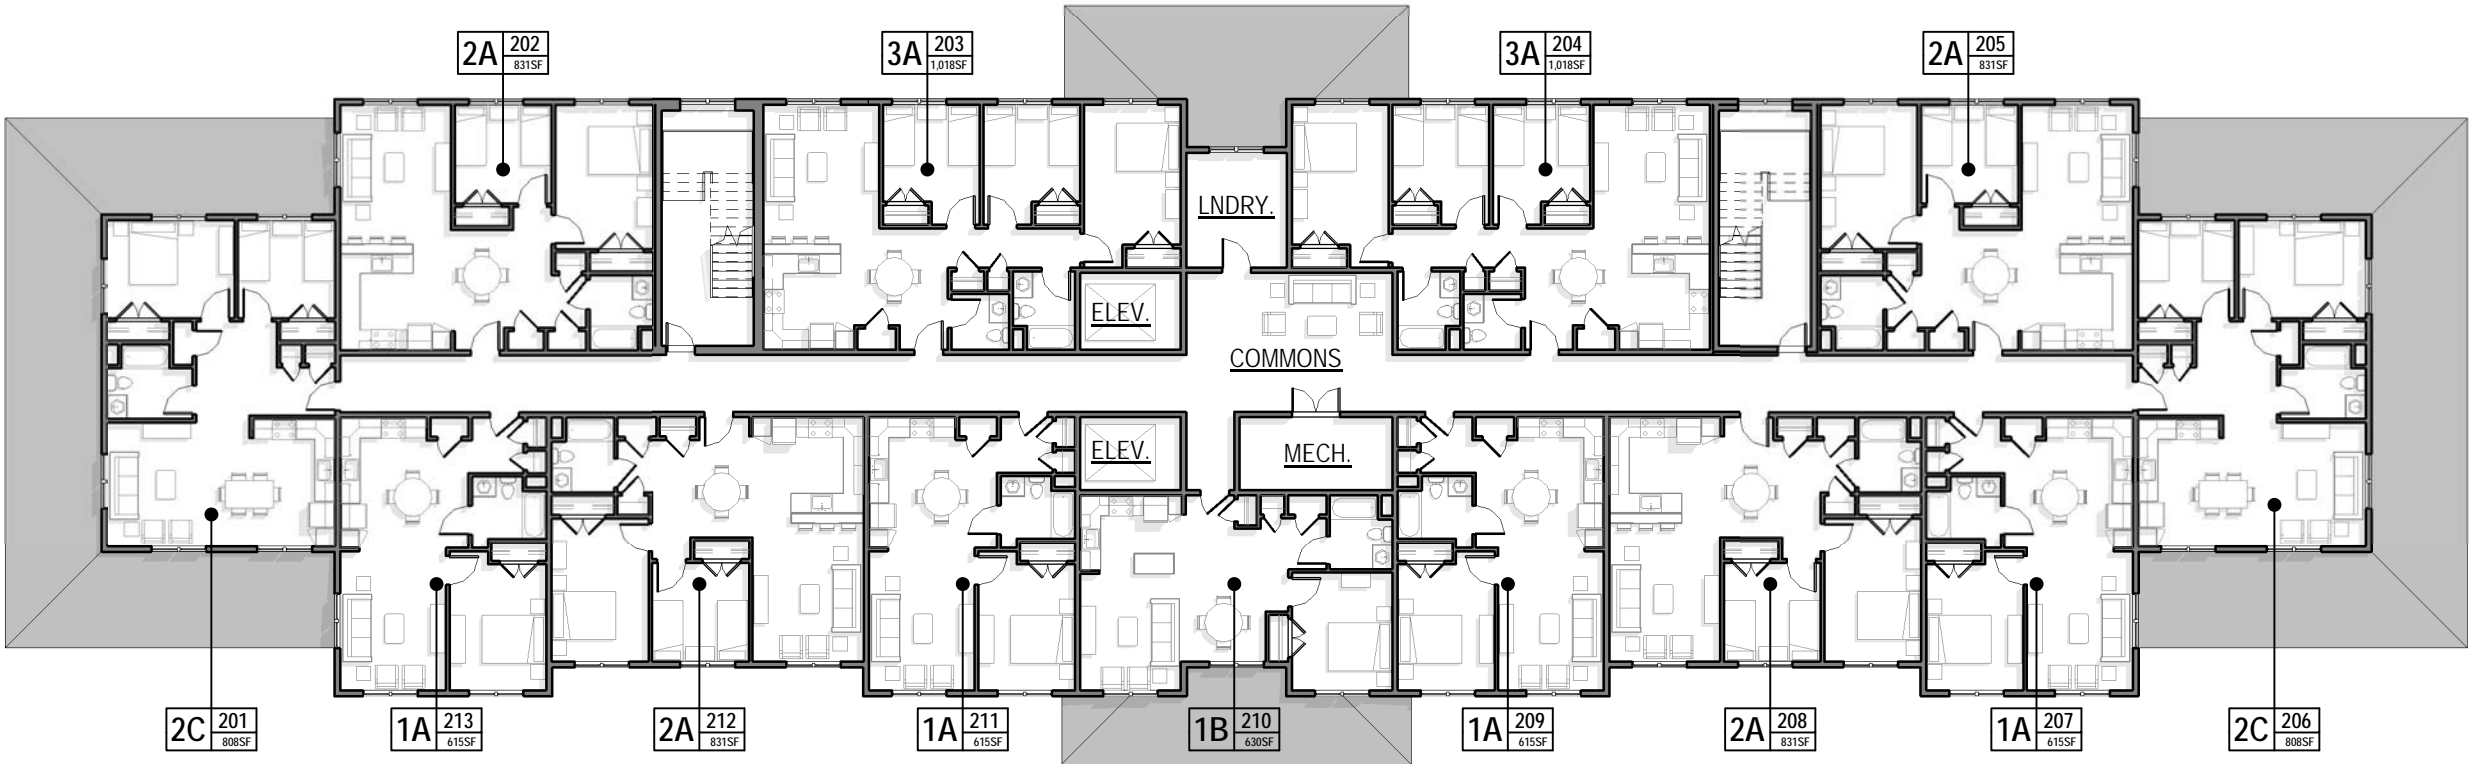 2A 202
831SF
3A 203
1,018SF
3A 204
1,018SF
2A 205
831SF
LNDRY.
ELEV.
COMMONS
ELEV.
MECH.
2C 201
808SF
1A 213
615SF
2A 212
831SF
1A 211
615SF
1B 210
630SF
1A 209
615SF
2A 208
831SF
1A 207
615SF
2C 206
808SF